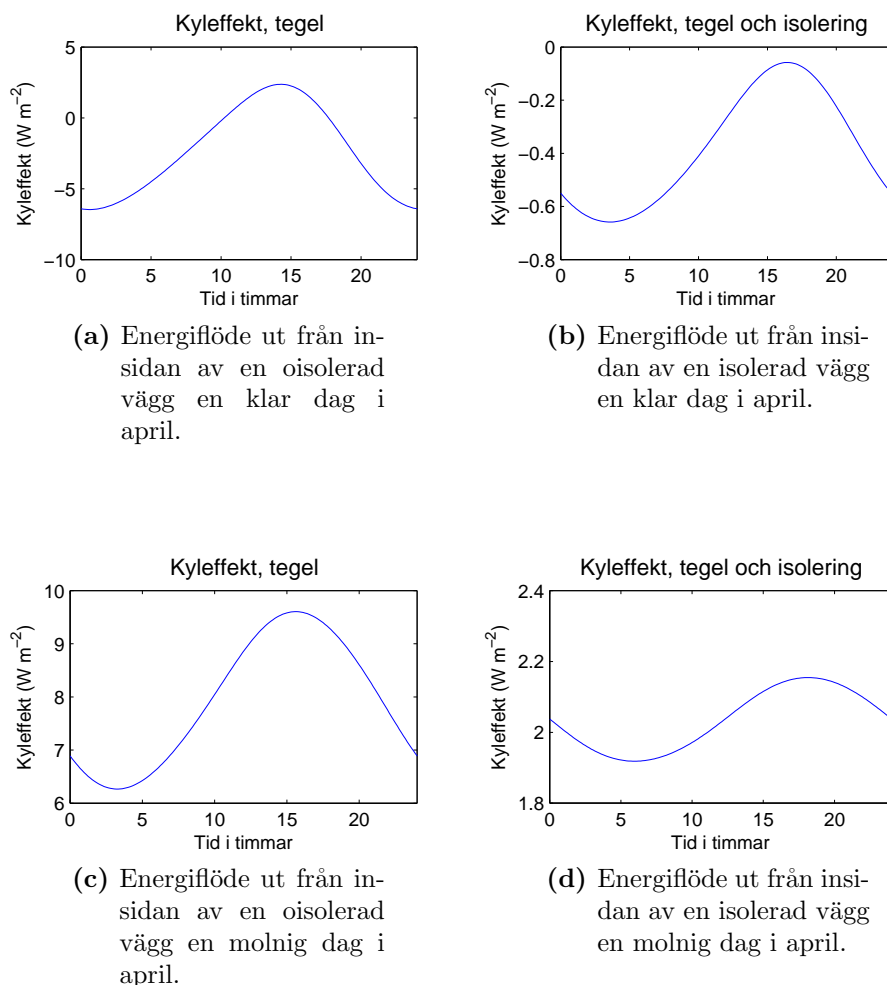 Kyleffekt, tegel
5
0
−5
−10
Kyleffekt (W m−2)
0 5 10 15 20
Tid i timmar
(a) Energiflöde ut från in-
sidan av en oisolerad
vägg en klar dag i
april.
Kyleffekt, tegel och isolering
0
−0.2
−0.4
−0.6
−0.8
Kyleffekt (W m−2)
0 5 10 15 20
Tid i timmar
(b) Energiflöde ut från insi-
dan av en isolerad vägg
en klar dag i april.
Kyleffekt, tegel
10
9
8
7
6
Kyleffekt (W m−2)
0 5 10 15 20
Tid i timmar
(c) Energiflöde ut från in-
sidan av en oisolerad
vägg en molnig dag i
april.
Kyleffekt, tegel och isolering
2.4
2.2
2
1.8
Kyleffekt (W m−2)
0 5 10 15 20
Tid i timmar
(d) Energiflöde ut från insi-
dan av en isolerad vägg
en molnig dag i april.